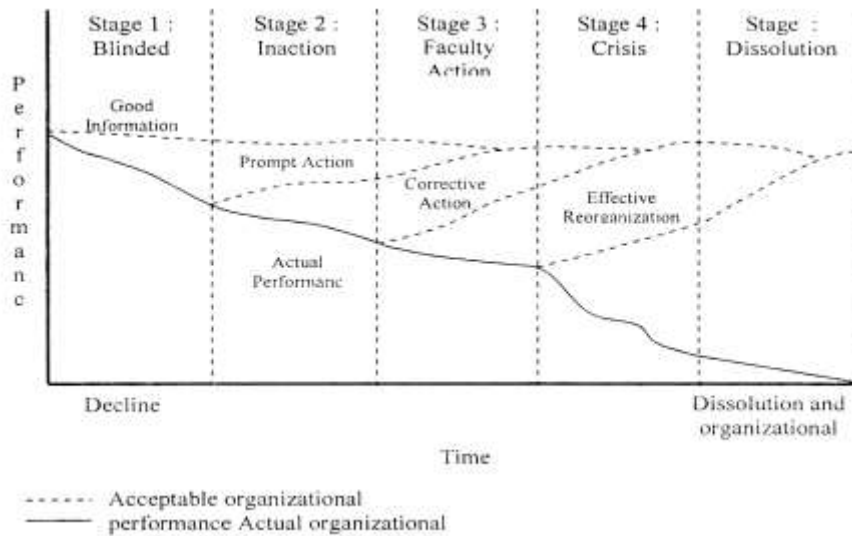 Stage 1 :
Blinded
Stage 2 :
Inaction
Stage 3 :
Faculty
Action
Stage 4 :
Crisis
Stage :
Dissolution
Performanc
Good
Information
Prompt Action
Corrective
Action
Effective
Reorganization
Actual
Performanc
Decline
Dissolution and
organizational
Time
Acceptable organizational
performance Actual organizational